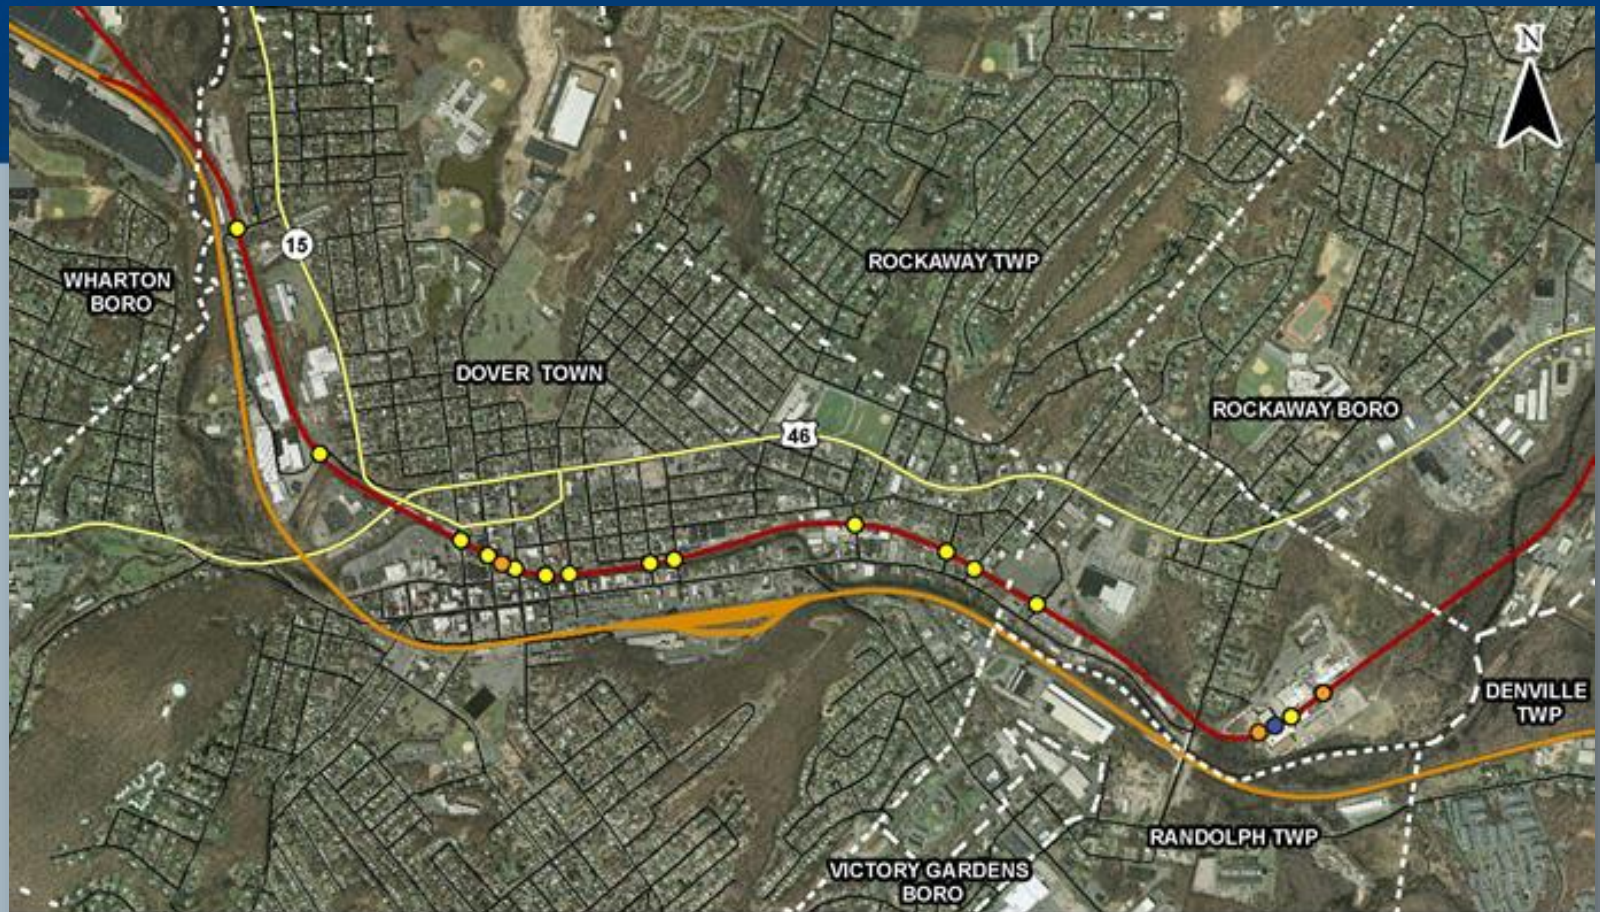 N
15
WHARTON
BORO
ROCKAWAY TWP
DOVER TOWN
46
ROCKAWAY BORO
DENVILLE
TWP
RANDOLPH TWP
VICTORY GARDENS
BORO